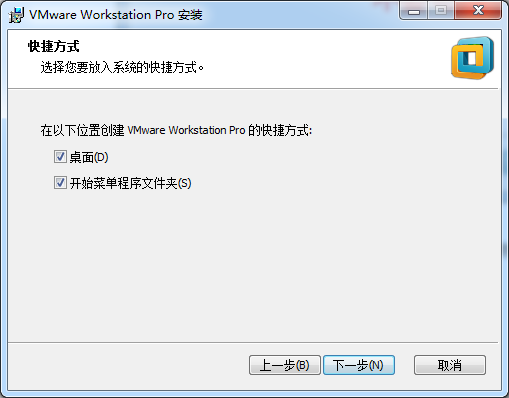 VMware Workstation Pro 安装
快捷方式
选择您要放入系统的快捷方式。
在以下位置创建 VMware Workstation Pro 的快捷方式:
桌面(D)
开始菜单程序文件夹(S)
上一步(B) 下一步(N) 取消